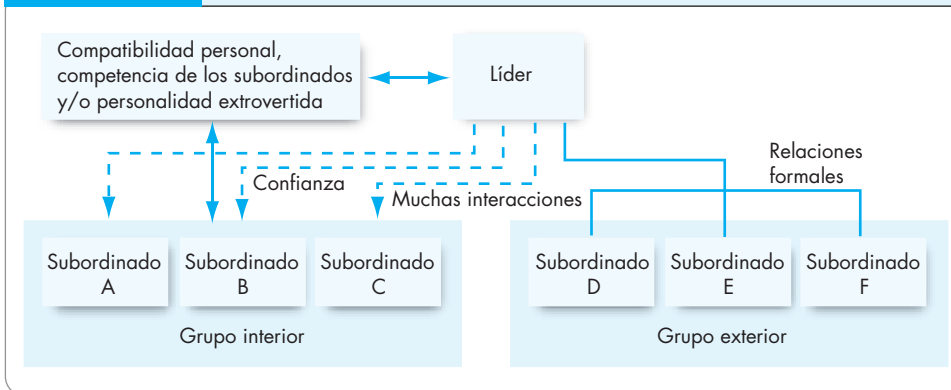 Compatibilidad personal,
competencia de los subordinados
y/o personalidad extrovertida
Líder
Relaciones
formales
Confianza
Muchas interacciones
Subordinado
A
Subordinado
B
Subordinado
C
Subordinado
D
Subordinado
E
Subordinado
F
Grupo interior
Grupo exterior